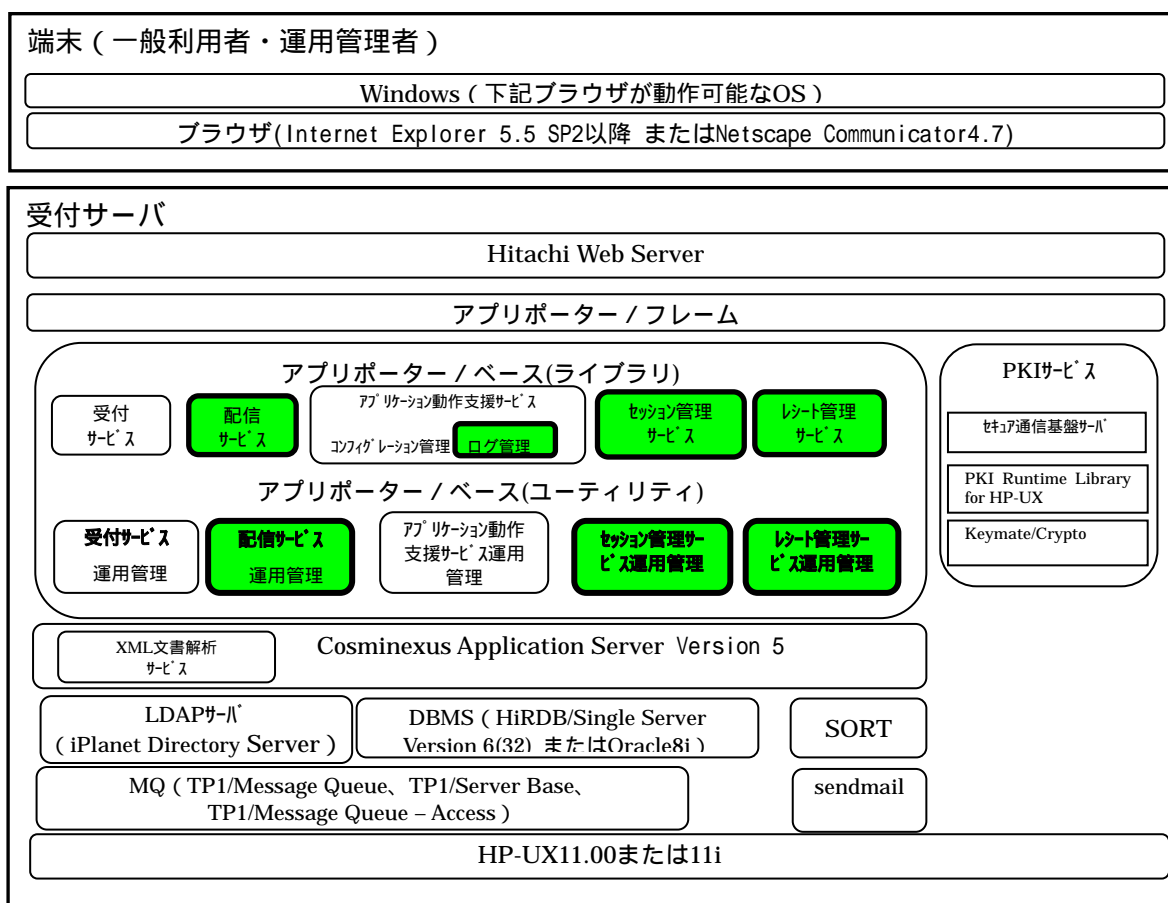 端末（一般利用者・運用管理者）
Windows（下記ブラウザが動作可能なOS）
ブラウザ(Internet Explorer 5.5 SP2以降 またはNetscape Communicator4.7)
受付サーバ
Hitachi Web Server
アプリポーター／フレーム
アプリポーター／ベース(ライブラリ)
受付
ｻｰﾋﾞｽ
配信
ｻｰﾋﾞｽ
ｱﾌﾟﾘｹｰｼｮﾝ動作支援ｻｰﾋﾞｽ
ｺﾝﾌｨｸﾞﾚｰｼｮﾝ管理
ログ管理
ｾｯｼｮﾝ管理
ｻｰﾋﾞｽ
ﾚｼｰﾄ管理
ｻｰﾋﾞｽ
アプリポーター／ベース(ユーティリティ)
受付ｻｰﾋﾞｽ
運用管理
配信ｻｰﾋﾞｽ
運用管理
ｱﾌﾟﾘｹｰｼｮﾝ動作
支援ｻｰﾋﾞｽ運用
管理
ｾｯｼｮﾝ管理ｻｰ
ﾋﾞｽ運用管理
ﾚｼｰﾄ管理ｻｰ
ﾋﾞｽ運用管理
PKIｻｰﾋﾞｽ
ｾｷｭｱ通信基盤ｻｰﾊﾞ
PKI Runtime Library
for HP-UX
Keymate/Crypto
XML文書解析
ｻｰﾋﾞｽ
Cosminexus Application Server Version 5
LDAPｻｰﾊﾞ
（iPlanet Directory Server）
DBMS（HiRDB/Single Server
Version 6(32) またはOracle8i）
SORT
MQ（TP1/Message Queue、TP1/Server Base、
TP1/Message Queue – Access）
sendmail
HP-UX11.00または11i